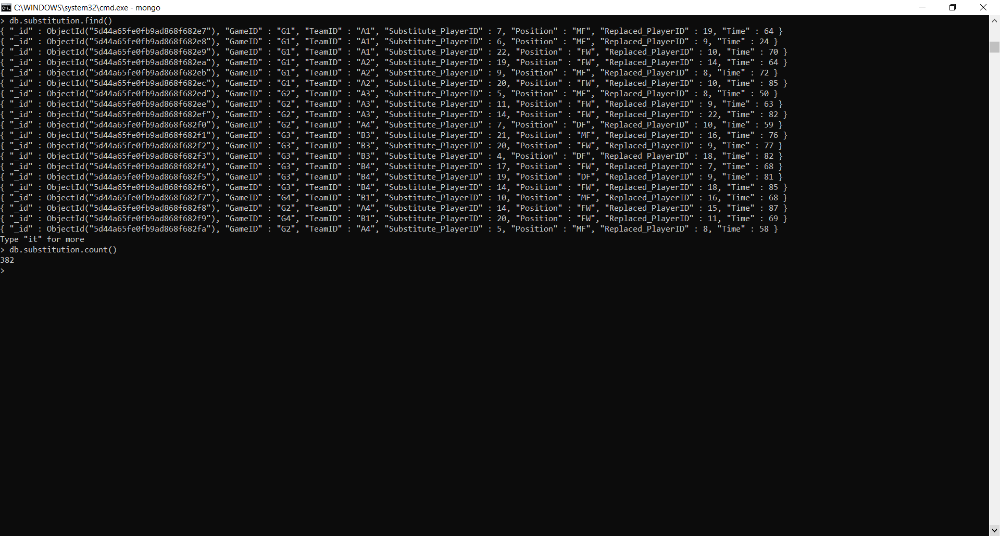 C:\WINDOWS\system32\cmd.exe - mongo
> db.substitution.find()
{ "_id" : ObjectId("5d44a65fe0fb9ad868f682e7"), "GameID" : "G1", "TeamID" : "A1", "Substitute_PlayerID" : 7, "Position" : "MF", "Replaced_PlayerID" : 19, "Time" : 64 }
{ "_id" : ObjectId("5d44a65fe0fb9ad868f682e8"), "GameID" : "G1", "TeamID" : "A1", "Substitute_PlayerID" : 6, "Position" : "MF", "Replaced_PlayerID" : 9, "Time" : 24 }
{ "_id" : ObjectId("5d44a65fe0fb9ad868f682e9"), "GameID" : "G1", "TeamID" : "A1", "Substitute_PlayerID" : 22, "Position" : "FW", "Replaced_PlayerID" : 10, "Time" : 70 }
{ "_id" : ObjectId("5d44a65fe0fb9ad868f682ea"), "GameID" : "G1", "TeamID" : "A2", "Substitute_PlayerID" : 19, "Position" : "FW", "Replaced_PlayerID" : 14, "Time" : 64 }
{ "_id" : ObjectId("5d44a65fe0fb9ad868f682eb"), "GameID" : "G1", "TeamID" : "A2", "Substitute_PlayerID" : 9, "Position" : "MF", "Replaced_PlayerID" : 8, "Time" : 72 }
{ "_id" : ObjectId("5d44a65fe0fb9ad868f682ec"), "GameID" : "G1", "TeamID" : "A2", "Substitute_PlayerID" : 20, "Position" : "FW", "Replaced_PlayerID" : 10, "Time" : 85 }
{ "_id" : ObjectId("5d44a65fe0fb9ad868f682ed"), "GameID" : "G2", "TeamID" : "A3", "Substitute_PlayerID" : 5, "Position" : "MF", "Replaced_PlayerID" : 8, "Time" : 50 }
{ "_id" : ObjectId("5d44a65fe0fb9ad868f682ee"), "GameID" : "G2", "TeamID" : "A3", "Substitute_PlayerID" : 11, "Position" : "FW", "Replaced_PlayerID" : 9, "Time" : 63 }
{ "_id" : ObjectId("5d44a65fe0fb9ad868f682ef"), "GameID" : "G2", "TeamID" : "A3", "Substitute_PlayerID" : 14, "Position" : "FW", "Replaced_PlayerID" : 22, "Time" : 82 }
{ "_id" : ObjectId("5d44a65fe0fb9ad868f682f0"), "GameID" : "G2", "TeamID" : "A4", "Substitute_PlayerID" : 7, "Position" : "DF", "Replaced_PlayerID" : 10, "Time" : 59 }
{ "_id" : ObjectId("5d44a65fe0fb9ad868f682f1"), "GameID" : "G3", "TeamID" : "B3", "Substitute_PlayerID" : 21, "Position" : "MF", "Replaced_PlayerID" : 16, "Time" : 76 }
{ "_id" : ObjectId("5d44a65fe0fb9ad868f682f2"), "GameID" : "G3", "TeamID" : "B3", "Substitute_PlayerID" : 20, "Position" : "FW", "Replaced_PlayerID" : 9, "Time" : 77 }
{ "_id" : ObjectId("5d44a65fe0fb9ad868f682f3"), "GameID" : "G3", "TeamID" : "B3", "Substitute_PlayerID" : 4, "Position" : "DF", "Replaced_PlayerID" : 18, "Time" : 82 }
{ "_id" : ObjectId("5d44a65fe0fb9ad868f682f4"), "GameID" : "G3", "TeamID" : "B4", "Substitute_PlayerID" : 17, "Position" : "FW", "Replaced_PlayerID" : 7, "Time" : 68 }
{ "_id" : ObjectId("5d44a65fe0fb9ad868f682f5"), "GameID" : "G3", "TeamID" : "B4", "Substitute_PlayerID" : 19, "Position" : "DF", "Replaced_PlayerID" : 9, "Time" : 81 }
{ "_id" : ObjectId("5d44a65fe0fb9ad868f682f6"), "GameID" : "G3", "TeamID" : "B4", "Substitute_PlayerID" : 14, "Position" : "FW", "Replaced_PlayerID" : 18, "Time" : 85 }
{ "_id" : ObjectId("5d44a65fe0fb9ad868f682f7"), "GameID" : "G4", "TeamID" : "B1", "Substitute_PlayerID" : 10, "Position" : "MF", "Replaced_PlayerID" : 16, "Time" : 68 }
{ "_id" : ObjectId("5d44a65fe0fb9ad868f682f8"), "GameID" : "G2", "TeamID" : "A4", "Substitute_PlayerID" : 14, "Position" : "FW", "Replaced_PlayerID" : 15, "Time" : 87 }
{ "_id" : ObjectId("5d44a65fe0fb9ad868f682f9"), "GameID" : "G4", "TeamID" : "B1", "Substitute_PlayerID" : 20, "Position" : "FW", "Replaced_PlayerID" : 11, "Time" : 69 }
{ "_id" : ObjectId("5d44a65fe0fb9ad868f682fa"), "GameID" : "G2", "TeamID" : "A4", "Substitute_PlayerID" : 5, "Position" : "MF", "Replaced_PlayerID" : 8, "Time" : 58 }
Type "it" for more
> db.substitution.count()
382
>